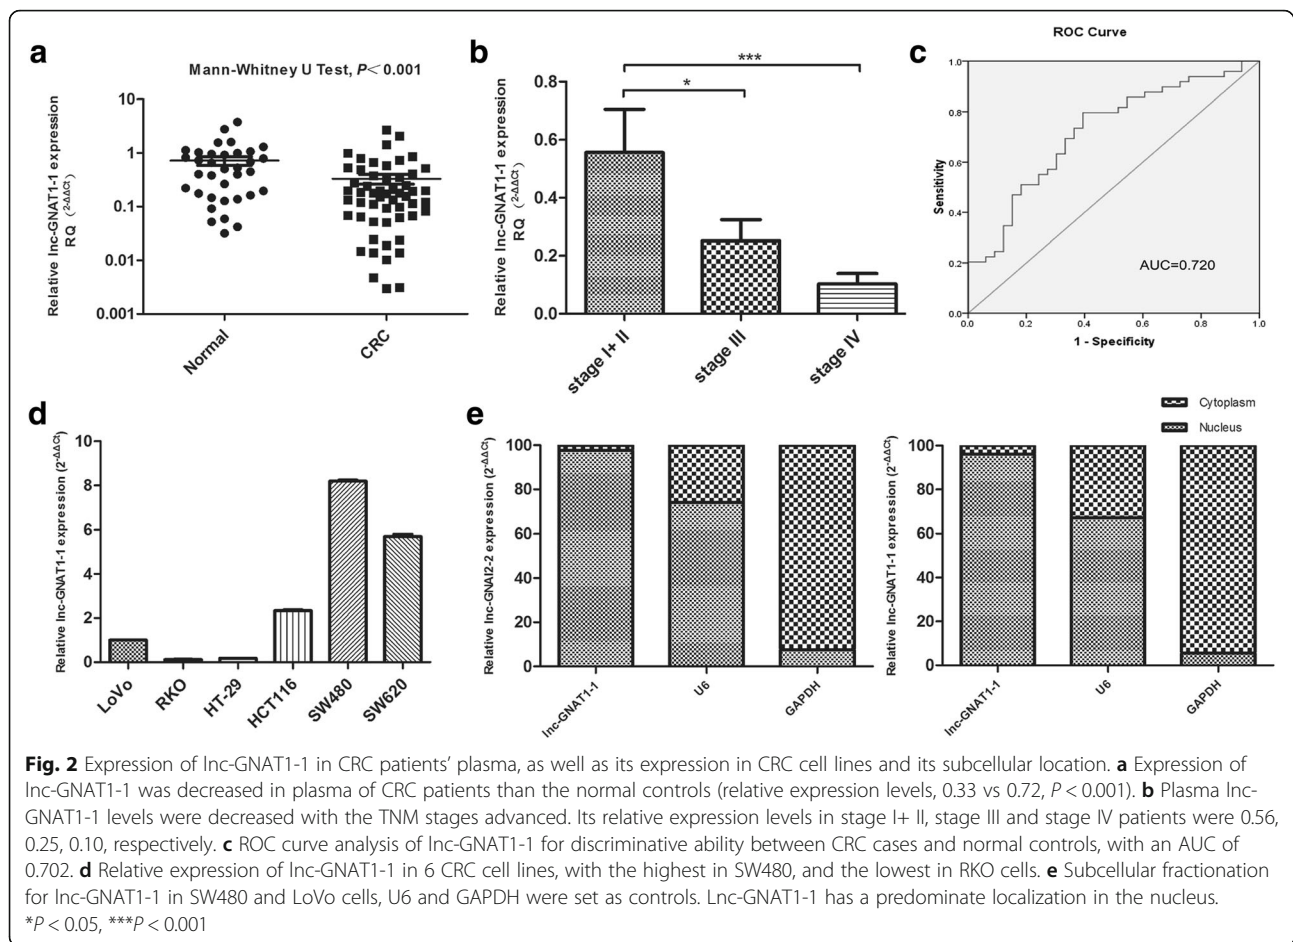 a
Mann-Whitney U Test, P< 0.001
Relative lnc-GNAT1-1 expression
RQ (2-ΔΔCt)
10
1
0.1
0.01
0.001
Normal
CRC
b
***
*
Relative lnc-GNAT1-1 expression
RQ (2-ΔΔCt)
0.8
0.6
0.4
0.2
0.0
stage I+ II
stage III
stage IV
c
ROC Curve
Sensitivity
1.0
0.8
0.6
0.4
0.2
0.0
AUC=0.720
0.0 0.2 0.4 0.6 0.8 1.0
1 - Specificity
d
Relative lnc-GNAT1-1 expression (2-ΔΔCt)
10
8
6
4
2
0
LoVo
RKO
HT-29
HCT116
SW480
SW620
e
Cytoplasm
Nucleus
Relative lnc-GNAI2-2 expression (2-ΔΔCt)
100
80
60
40
20
0
lnc-GNAT1-1
U6
GAPDH
Relative lnc-GNAT1-1 expression (2-ΔΔCt)
100
80
60
40
20
0
lnc-GNAT1-1
U6
GAPDH
Fig. 2 Expression of lnc-GNAT1-1 in CRC patients' plasma, as well as its expression in CRC cell lines and its subcellular location. a Expression of
lnc-GNAT1-1 was decreased in plasma of CRC patients than the normal controls (relative expression levels, 0.33 vs 0.72, P < 0.001). b Plasma lnc-
GNAT1-1 levels were decreased with the TNM stages advanced. Its relative expression levels in stage I+ II, stage III and stage IV patients were 0.56,
0.25, 0.10, respectively. c ROC curve analysis of lnc-GNAT1-1 for discriminative ability between CRC cases and normal controls, with an AUC of
0.702. d Relative expression of lnc-GNAT1-1 in 6 CRC cell lines, with the highest in SW480, and the lowest in RKO cells. e Subcellular fractionation
for lnc-GNAT1-1 in SW480 and LoVo cells, U6 and GAPDH were set as controls. Lnc-GNAT1-1 has a predominate localization in the nucleus.
*P < 0.05, ***P < 0.001